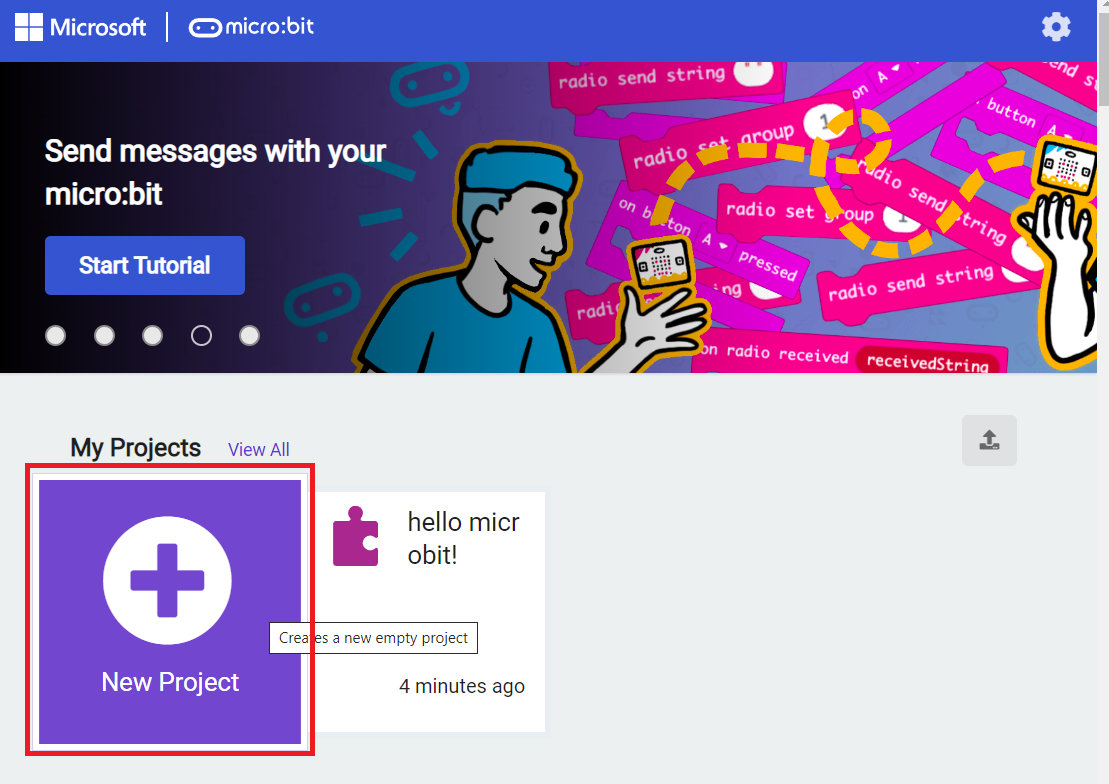 Microsoft micro:bit
Send messages with your
micro:bit
Start Tutorial
radio send string
radio set group 1
on button A pressed
radio set group 1
radio send string
radio send string
on radio received receivedString
button A
on A
My Projects View All
New Project
hello micr
obit!
Creates a new empty project
4 minutes ago